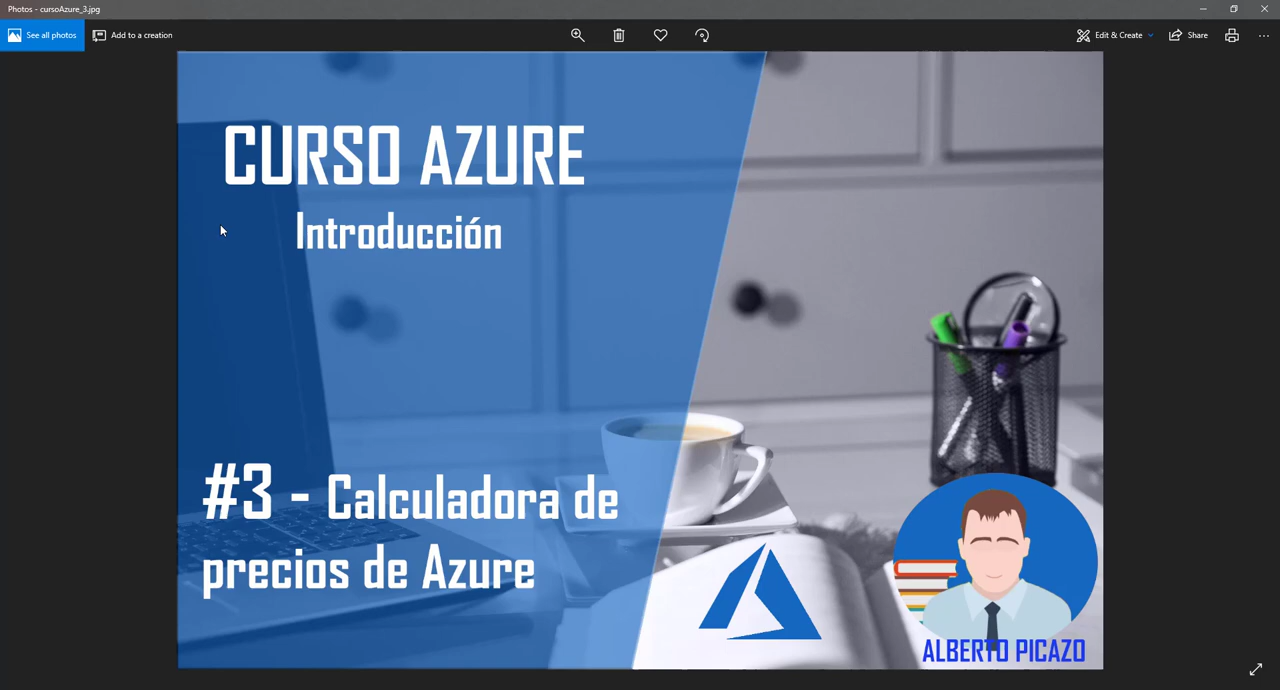 Photos - cursoAzure_3.jpg
See all photos
Add to a creation
Edit & Create
Share
CURSO AZURE
Introducción
#3 - Calculadora de
precios de Azure
ALBERTO PICAZO